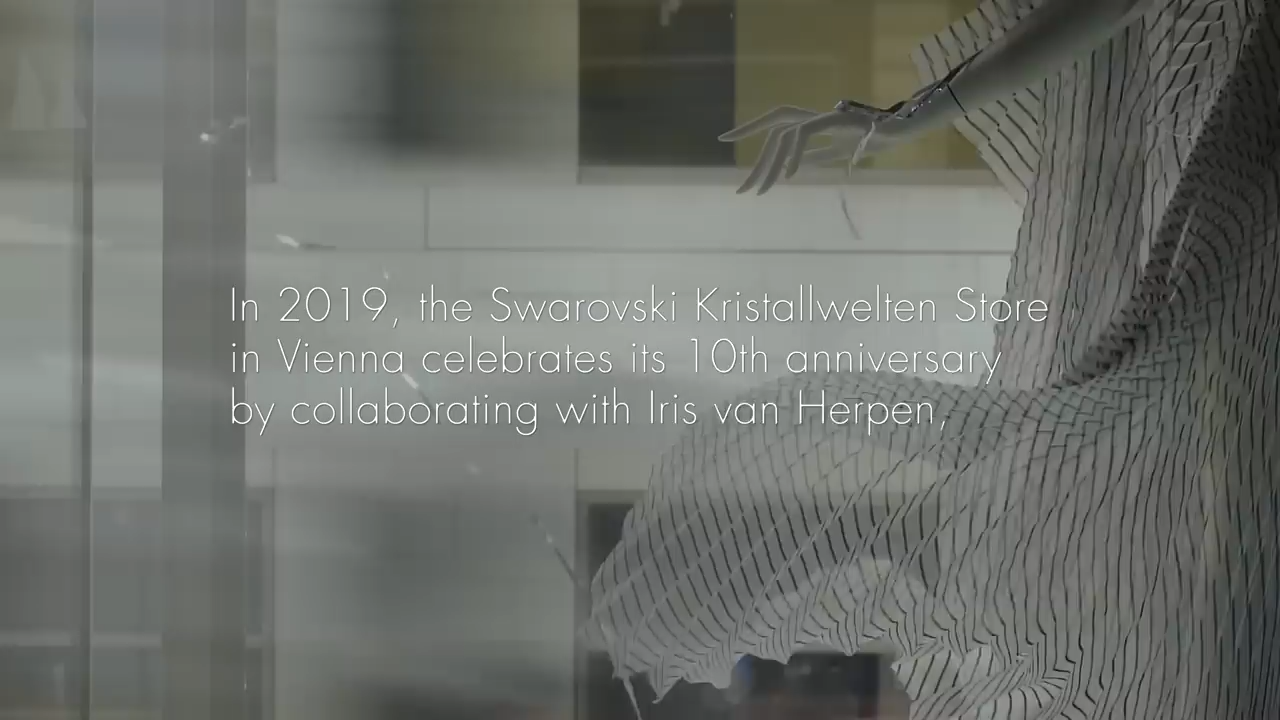 In 2019, the Swarovski Kristallwelten Store
in Vienna celebrates its 10th anniversary
by collaborating with Iris van Herpen,